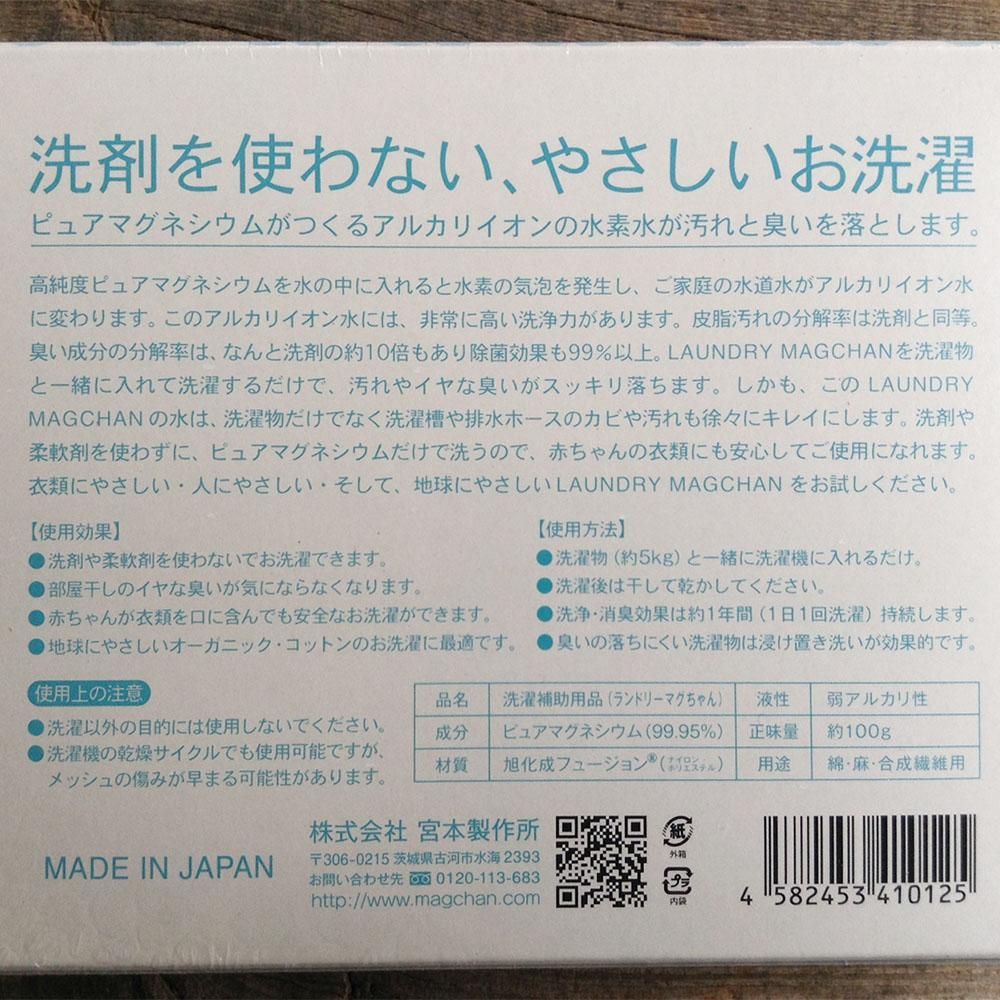 洗剤を使わない、やさしいお洗濯
ピュアマグネシウムがつくるアルカリイオンの水素水が汚れと臭いを落とします。
高純度ピュアマグネシウムを水の中に入れると水素の気泡を発生し、ご家庭の水道水がアルカリイオン水
に変わります。このアルカリイオン水には、非常に高い洗浄力があります。皮脂汚れの分解率は洗剤と同等。
臭い成分の分解率は、なんと洗剤の約10倍もあり除菌効果も99%以上。LAUNDRY MAGCHANを洗濯物
と一緒に入れて洗濯するだけで、汚れやイヤな臭いがスッキリ落ちます。しかも、この LAUNDRY
MAGCHAN の水は、洗濯物だけでなく洗濯槽や排水ホースのカビや汚れも徐々にキレイにします。洗剤や
柔軟剤を使わずに、ピュアマグネシウムだけで洗うので、赤ちゃんの衣類にも安心してご使用になれます。
衣類にやさしい・人にやさしい・そして、地球にやさしいLAUNDRY MAGCHAN をお試しください。
【使用効果】
●洗剤や柔軟剤を使わないでお洗濯できます。
●部屋干しのイヤな臭いが気にならなくなります。
●赤ちゃんが衣類を口に含んでも安全なお洗濯ができます。
●地球にやさしいオーガニック・コットンのお洗濯に最適です。
【使用方法】
●洗濯物(約5kg)と一緒に洗濯機に入れるだけ。
●洗濯後は干して乾かしてください。
●洗浄・消臭効果は約1年間(1日1回洗濯)持続します。
●臭いの落ちにくい洗濯物は浸け置き洗いが効果的です。
使用上の注意
●洗濯以外の目的には使用しないでください。
●洗濯機の乾燥サイクルでも使用可能ですが、
メッシュの傷みが早まる可能性があります。
品名 洗濯補助用品(ランドリーマグちゃん) 液性 弱アルカリ性
成分 ピュアマグネシウム(99.95%) 正味量 約100g
材質 旭化成フュージョン®(ナイロン・ポリエステル) 用途 綿・麻・合成繊維用
MADE IN JAPAN
株式会社 宮本製作所
〒306-0215 茨城県古河市水海 2393
お問い合わせ先 0120-113-683
http://www.magchan.com
紙
外箱
プラ
内袋
4 582453 410125